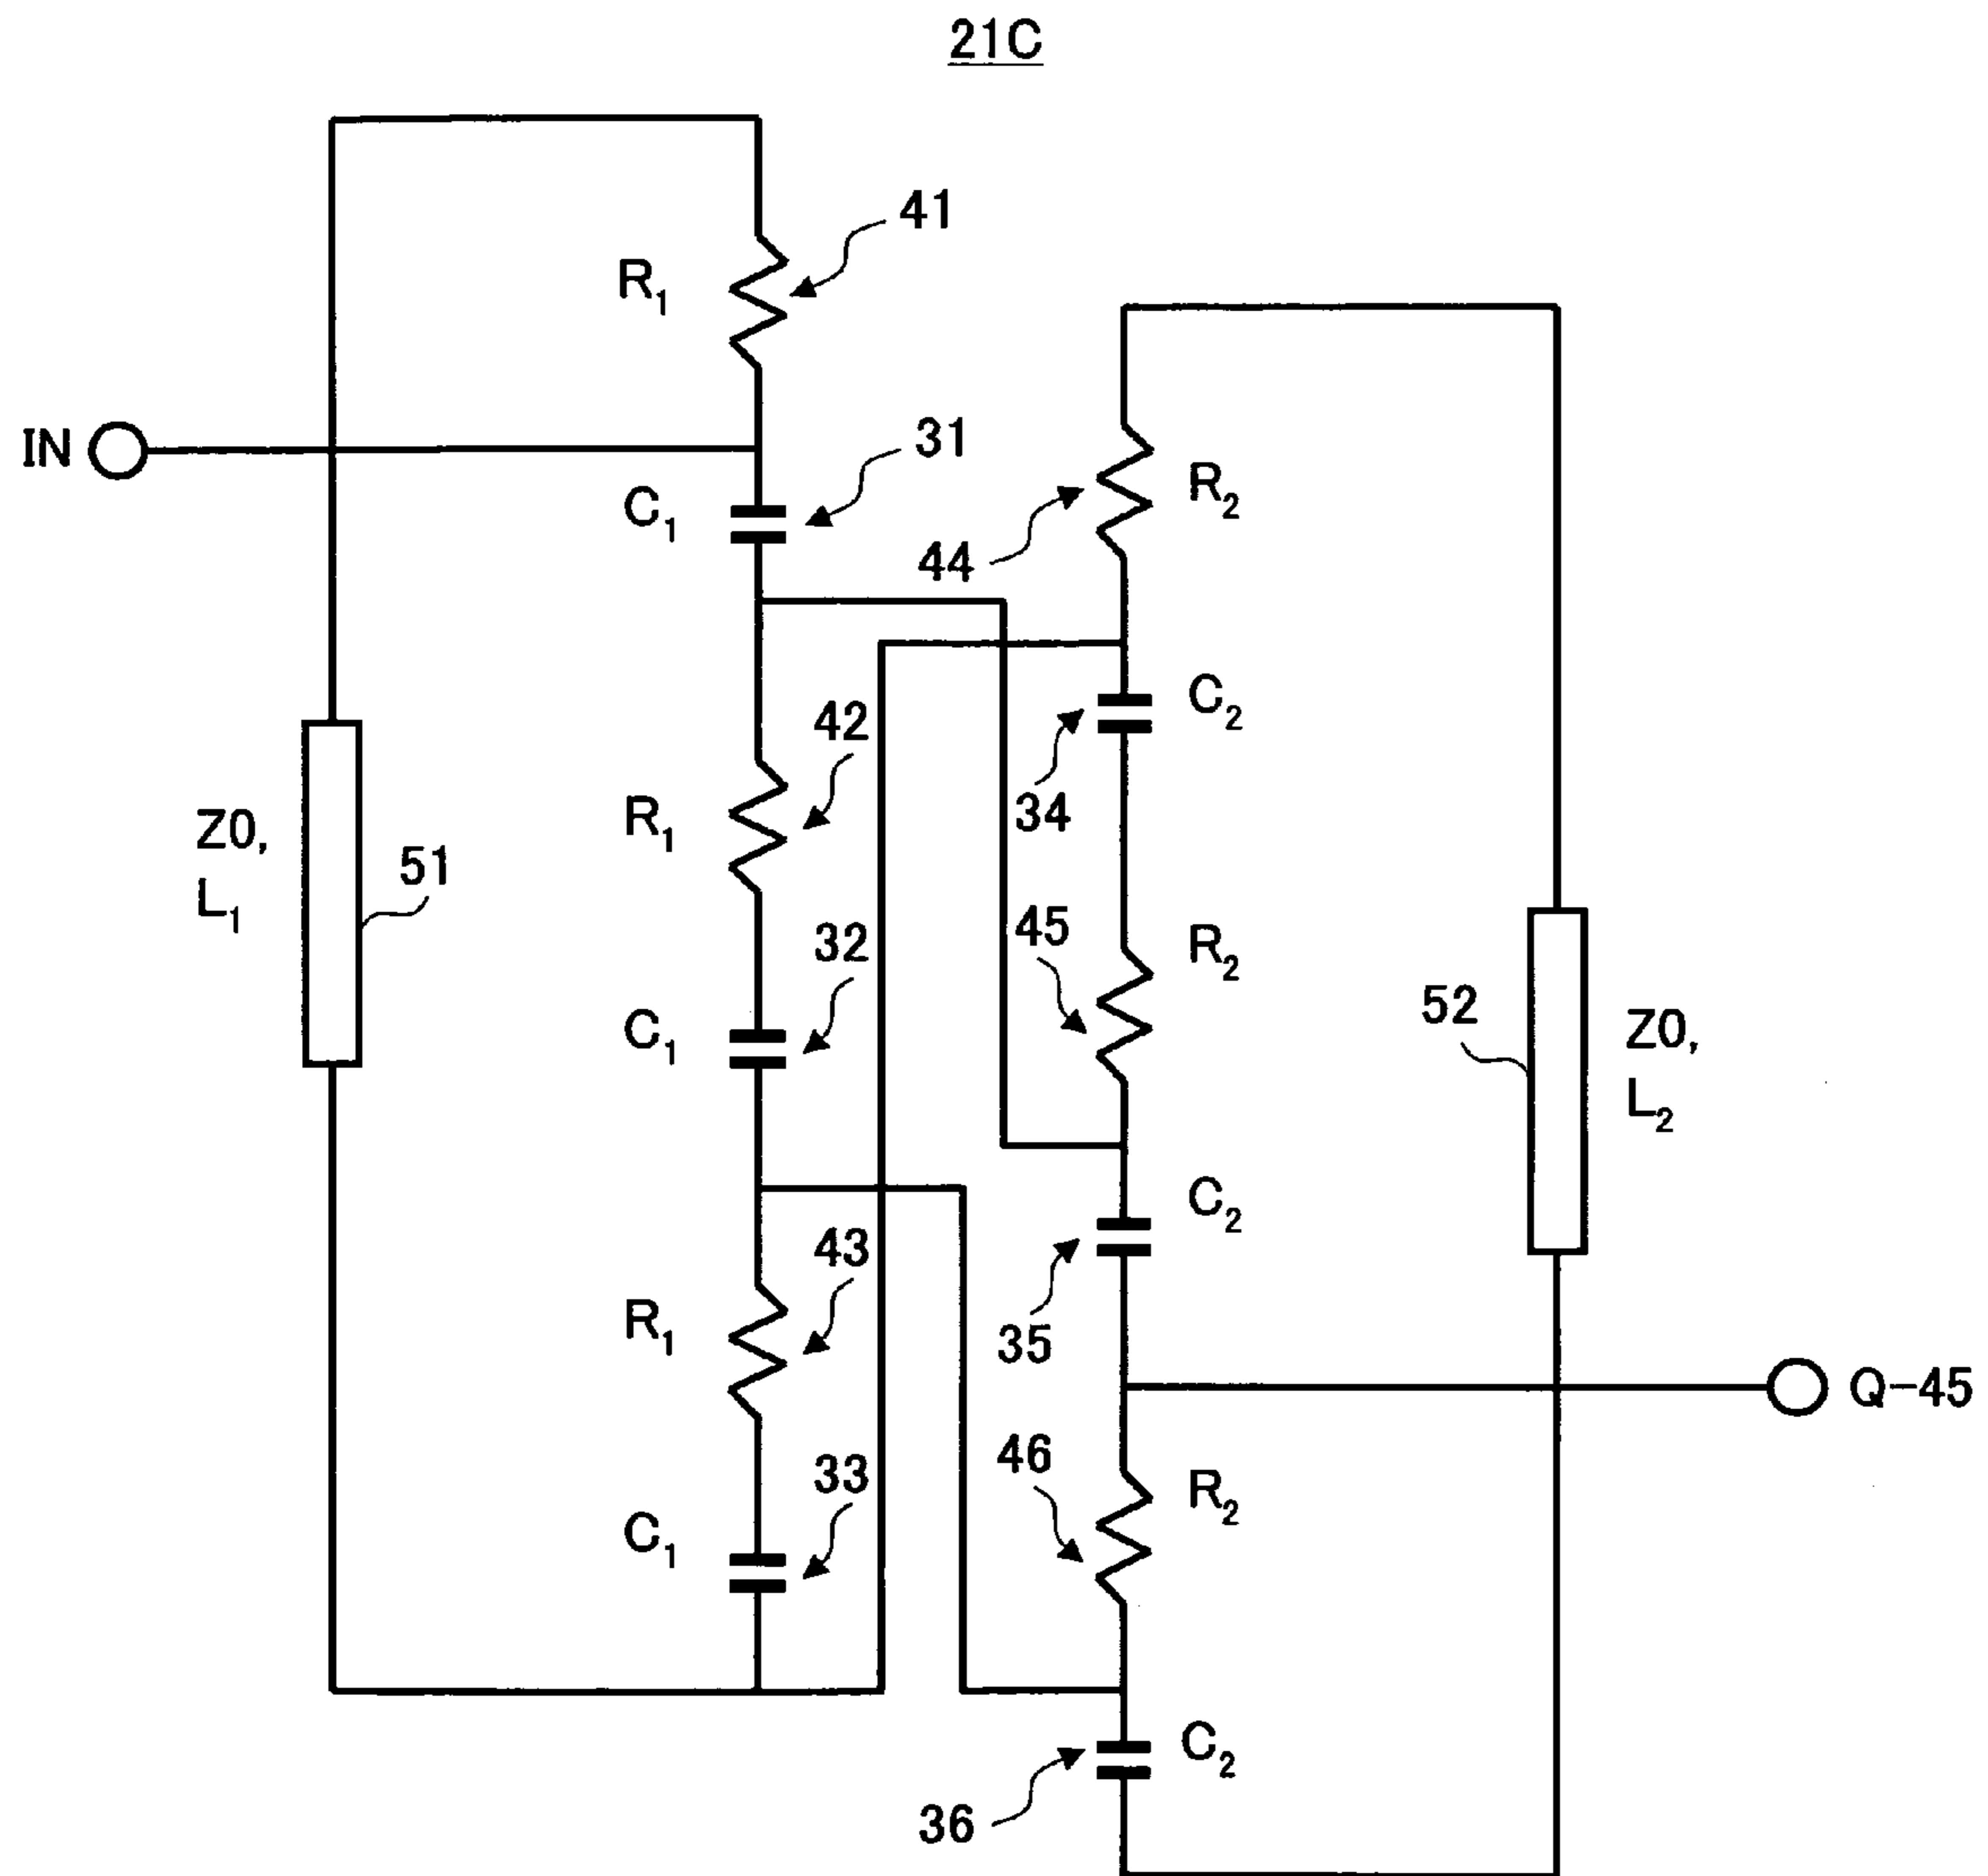 21C
41
R₁
IN
31
C₁
R₂
44
42
C₂
R₁
34
Z0,
L₁
51
32
45
R₂
C₁
52
Z0,
L₂
C₂
43
R₁
35
Q-45
46
R₂
33
C₁
C₂
36